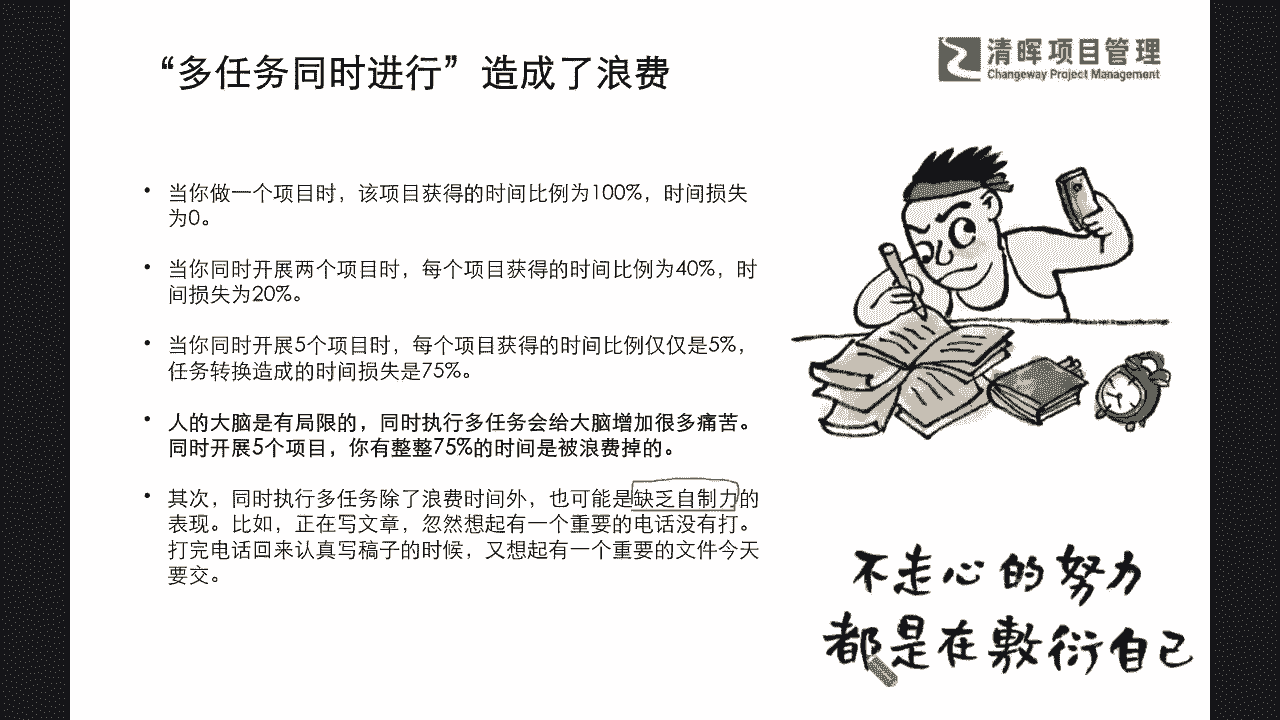 “多任务同时进行”造成了浪费
清晖项目管理
Changeway Project Management
• 当你做一个项目时，该项目获得的时间比例为100%，时间损失
为0。
• 当你同时开展两个项目时，每个项目获得的时间比例为40%，时
间损失为20%。
• 当你同时开展5个项目时，每个项目获得的时间比例仅仅是5%，
任务转换造成的时间损失是75%。
• 人的大脑是有局限的，同时执行多任务会给大脑增加很多痛苦。
同时开展5个项目，你有整整75%的时间是被浪费掉的。
• 其次，同时执行多任务除了浪费时间外，也可能是缺乏自制力的
表现。比如，正在写文章，忽然想起有一个重要的电话没有打。
打完电话回来认真写稿子的时候，又想起有一个重要的文件今天
要交。
不走心的努力
都是在敷衍自己